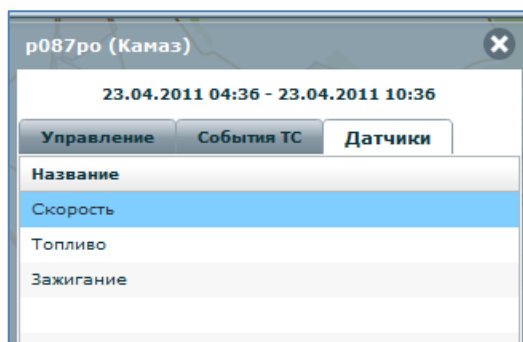 р087ро (Камаз)
23.04.2011 04:36 - 23.04.2011 10:36
Управление События ТС Датчики
Название
Скорость
Топливо
Зажигание